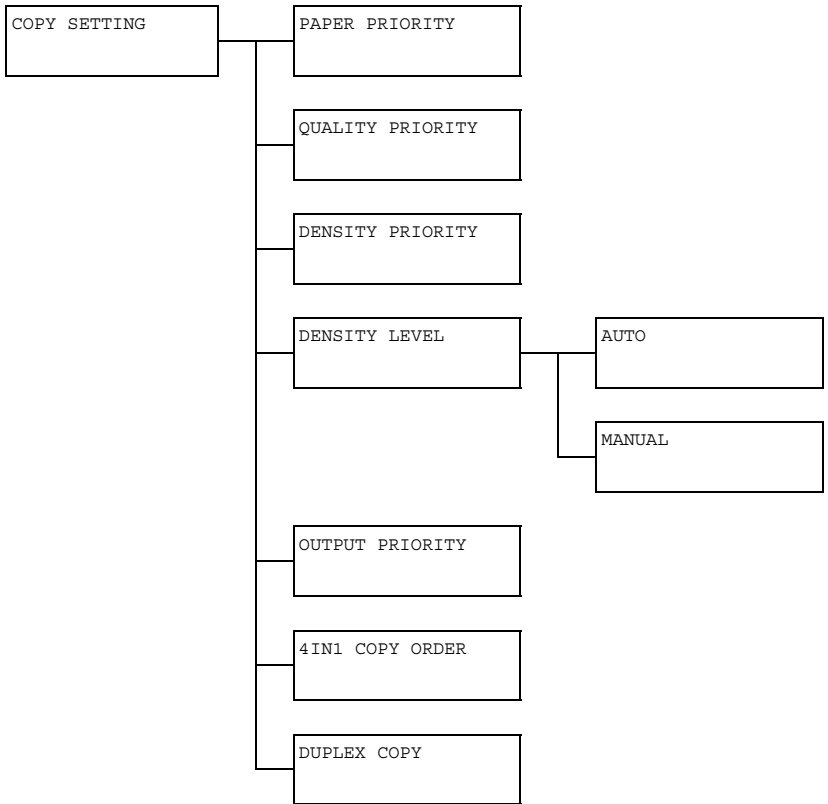 COPY SETTING
PAPER PRIORITY
QUALITY PRIORITY
DENSITY PRIORITY
DENSITY LEVEL
AUTO
MANUAL
OUTPUT PRIORITY
4IN1 COPY ORDER
DUPLEX COPY